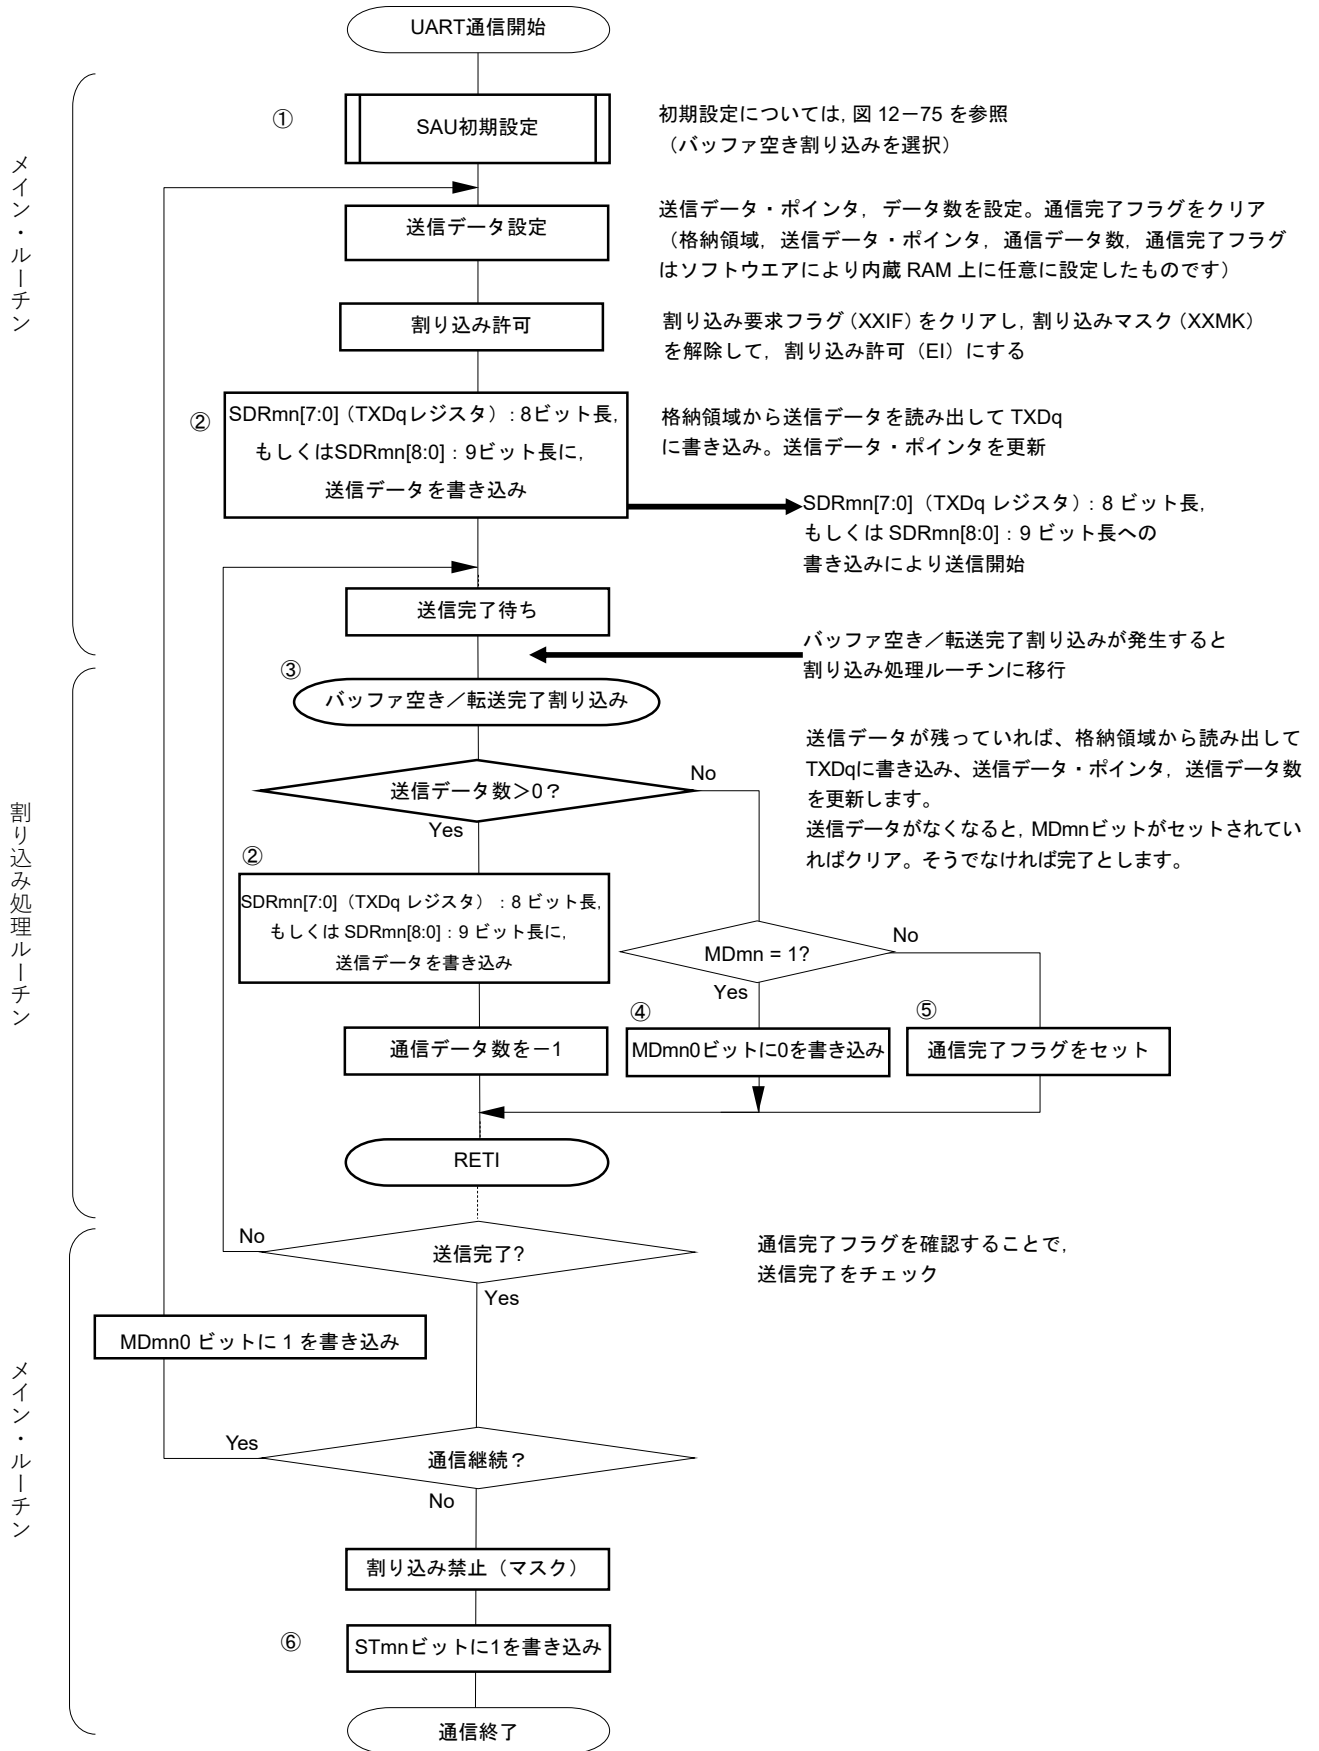 UART通信開始
メイン・ルーチン
①
SAU初期設定
初期設定については, 図 12－75 を参照
（バッファ空き割り込みを選択）
送信データ設定
送信データ・ポインタ, データ数を設定。通信完了フラグをクリア
（格納領域, 送信データ・ポインタ, 通信データ数, 通信完了フラグ
はソフトウエアにより内蔵 RAM 上に任意に設定したものです）
割り込み許可
割り込み要求フラグ（XXIF）をクリアし, 割り込みマスク（XXMK）
を解除して, 割り込み許可（EI）にする
②
SDRmn[7:0]（TXDqレジスタ）: 8ビット長,
もしくはSDRmn[8:0] : 9ビット長に,
送信データを書き込み
格納領域から送信データを読み出して TXDq
に書き込み。送信データ・ポインタを更新
SDRmn[7:0]（TXDq レジスタ）: 8 ビット長,
もしくは SDRmn[8:0] : 9 ビット長への
書き込みにより送信開始
送信完了待ち
バッファ空き／転送完了割り込みが発生すると
割り込み処理ルーチンに移行
割り込み処理ルーチン
③
バッファ空き／転送完了割り込み
送信データが残っていれば、格納領域から読み出して
TXDqに書き込み、送信データ・ポインタ, 送信データ数
を更新します。
送信データがなくなると, MDmnビットがセットされてい
ればクリア。そうでなければ完了とします。
送信データ数＞0？
No
Yes
②
SDRmn[7:0]（TXDq レジスタ）: 8 ビット長,
もしくは SDRmn[8:0] : 9 ビット長に,
送信データを書き込み
MDmn = 1?
No
Yes
④
⑤
通信データ数を－1
MDmn0ビットに0を書き込み
通信完了フラグをセット
RETI
メイン・ルーチン
No
送信完了?
通信完了フラグを確認することで,
送信完了をチェック
Yes
MDmn0 ビットに 1 を書き込み
Yes
通信継続？
No
割り込み禁止（マスク）
⑥
STmnビットに1を書き込み
通信終了